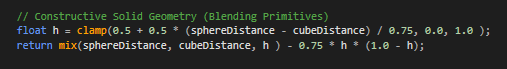 // Constructive Solid Geometry (Blending Primitives)
float h = clamp(0.5 + 0.5 * (sphereDistance - cubeDistance) / 0.75, 0.0, 1.0 );
return mix(sphereDistance, cubeDistance, h ) - 0.75 * h * (1.0 - h);